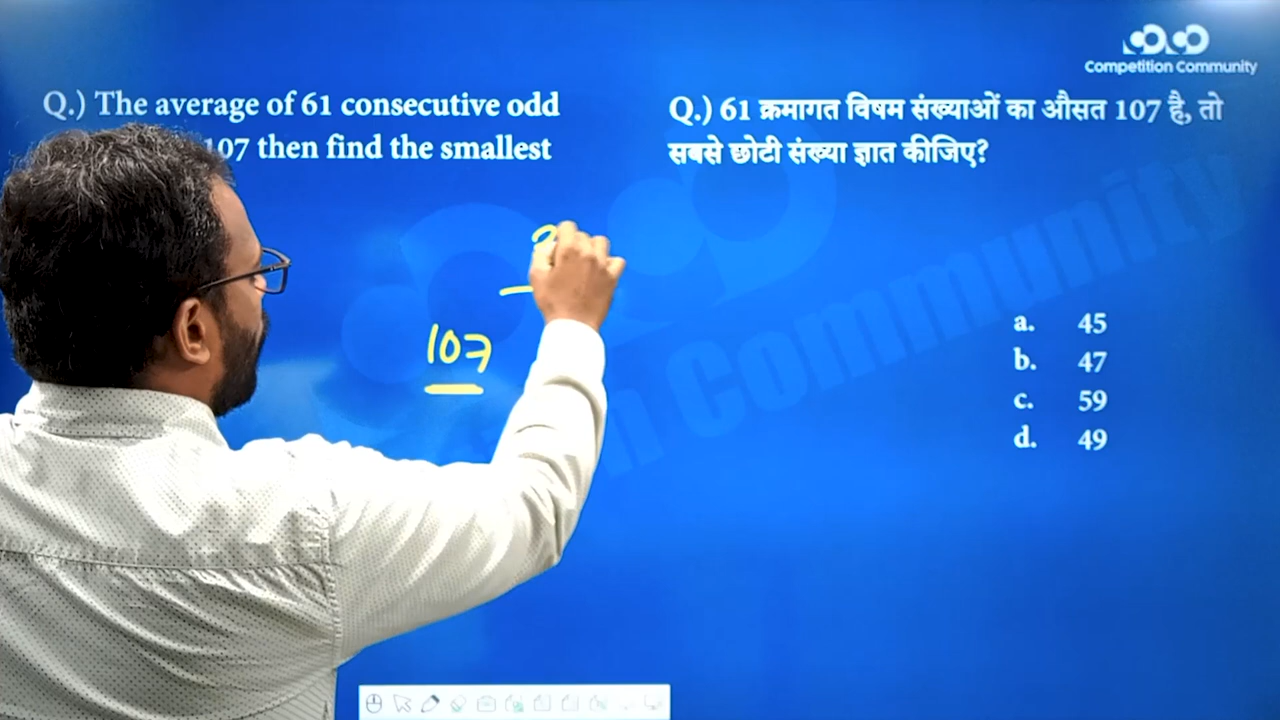 Competition Community
Q.) The average of 61 consecutive odd
107 then find the smallest
Q.) 61 क्रमागत विषम संख्याओं का औसत 107 है, तो
सबसे छोटी संख्या ज्ञात कीजिए?
107
a. 45
b. 47
c. 59
d. 49
Community